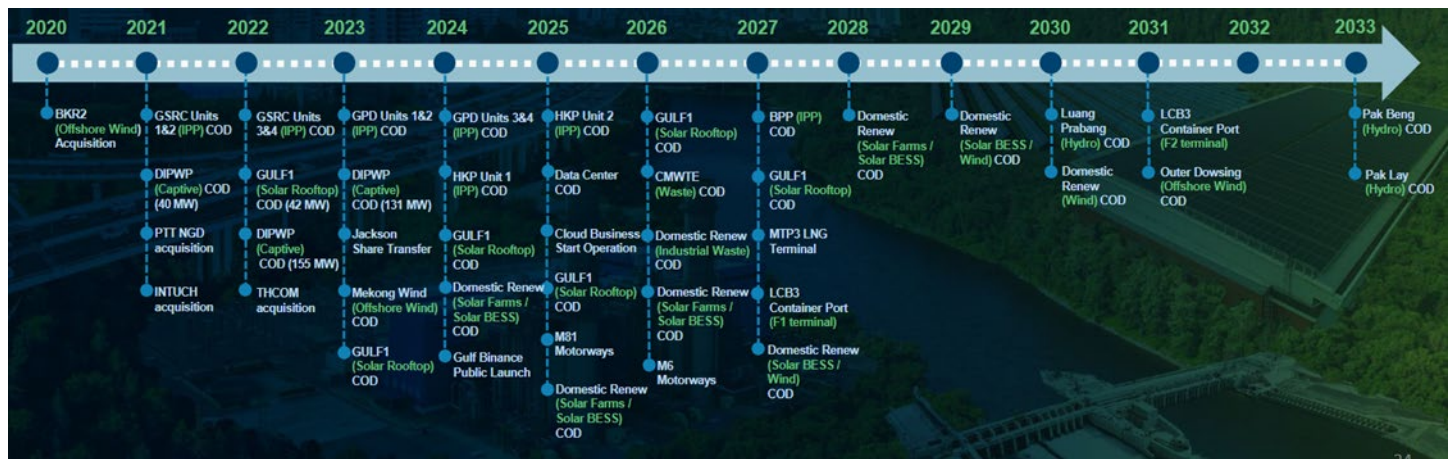 2020
2021
2022
2023
2024
2025
2026
2027
2028
2029
2030
2031
2032
2033
BKR2
(Offshore Wind)
Acquisition
GSRC Units
1&2 (IPP) COD
DIPWP
(Captive) COD
(40 MW)
PTT NGD
acquisition
INTUCH
acquisition
GSRC Units
3&4 (IPP) COD
GULF1
(Solar Rooftop)
COD (42 MW)
DIPWP
(Captive)
COD (155 MW)
THCOM
acquisition
GPD Units 1&2
(IPP) COD
DIPWP
(Captive)
COD (131 MW)
Jackson
Share Transfer
Mekong Wind
(Offshore Wind)
COD
GULF1
(Solar Rooftop)
COD
GPD Units 3&4
(IPP) COD
HKP Unit 1
(IPP) COD
GULF1
(Solar Rooftop)
COD
Domestic Renew
(Solar Farms /
Solar BESS)
COD
Gulf Binance
Public Launch
HKP Unit 2
(IPP) COD
Data Center
COD
Cloud Business
Start Operation
GULF1
(Solar Rooftop)
COD
M81
Motorways
Domestic Renew
(Solar Farms /
Solar BESS)
COD
GULF1
(Solar Rooftop)
COD
CMWTE
(Waste) COD
Domestic Renew
(Industrial Waste)
COD
Domestic Renew
(Solar Farms /
Solar BESS)
COD
M6
Motorways
BPP (IPP)
COD
GULF1
(Solar Rooftop)
COD
MTP3 LNG
Terminal
LCB3
Container Port
(F1 terminal)
Domestic Renew
(Solar BESS /
Wind)
COD
Domestic
Renew
(Solar Farms /
Solar BESS)
COD
Domestic
Renew
(Solar BESS /
Wind) COD
Luang
Prabang
(Hydro) COD
Domestic
Renew
(Wind) COD
LCB3
Container Port
(F2 terminal)
Outer Dowsing
(Offshore Wind)
COD
Pak Beng
(Hydro) COD
Pak Lay
(Hydro) COD